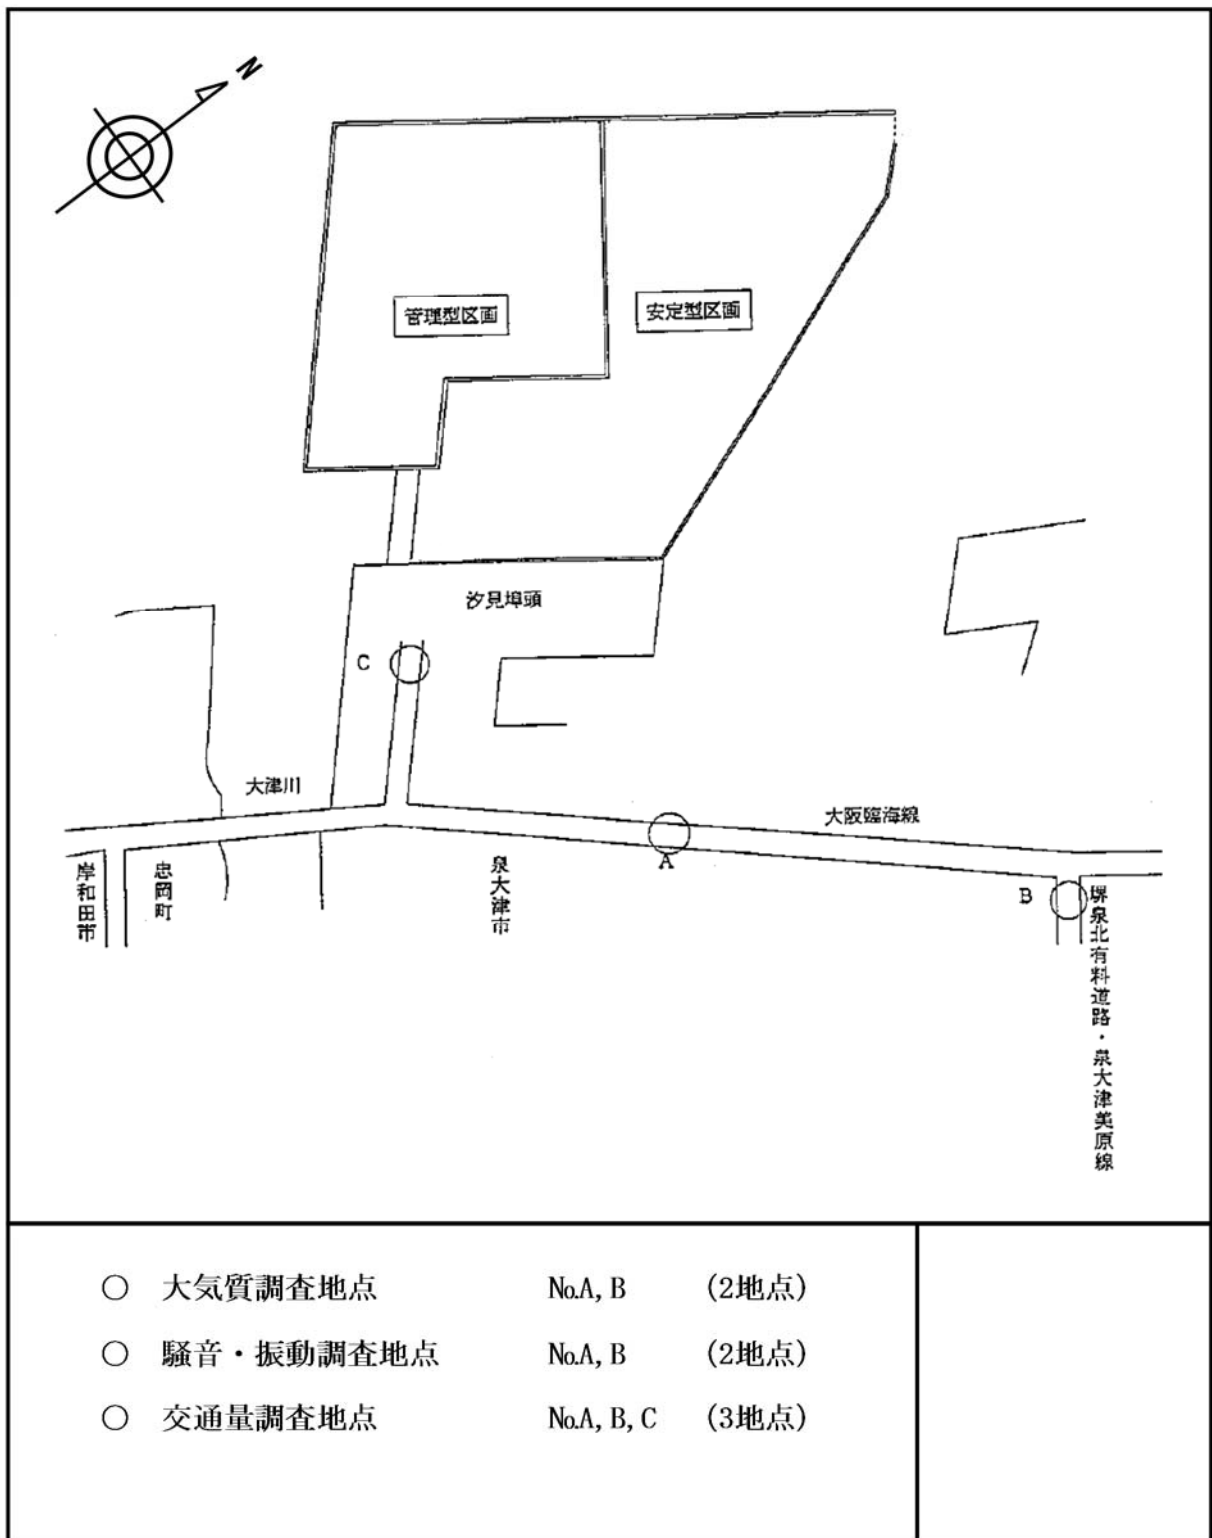 N
管理型区画
安定型区画
汐見埠頭
C
大津川
大阪臨海線
A
B
岸和田市
忠岡町
泉大津市
堺泉北有料道路・泉大津美原線
○ 大気質調査地点 No.A, B (2地点)
○ 騒音・振動調査地点 No.A, B (2地点)
○ 交通量調査地点 No.A, B, C (3地点)